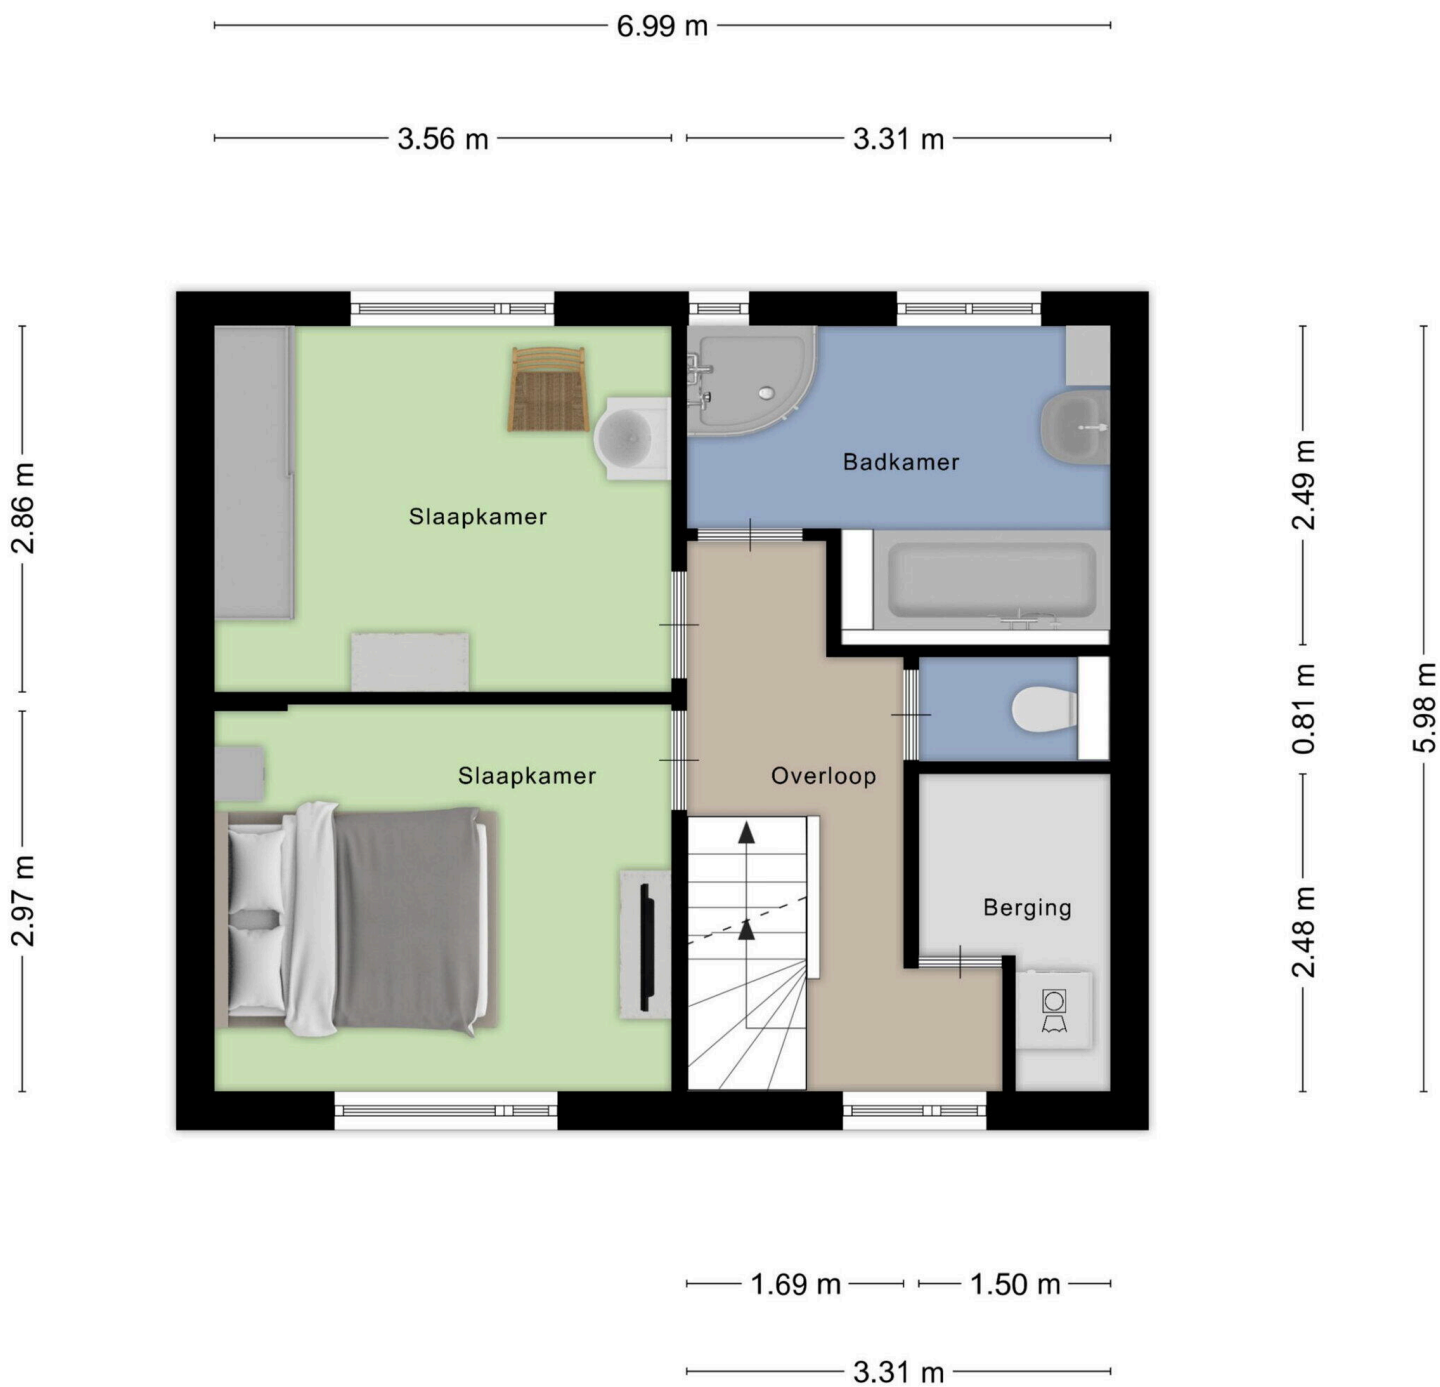 6.99 m
3.56 m
3.31 m
2.86 m
2.49 m
Badkamer
Slaapkamer
0.81 m
5.98 m
Slaapkamer
Overloop
2.97 m
Berging
2.48 m
1.69 m
1.50 m
3.31 m